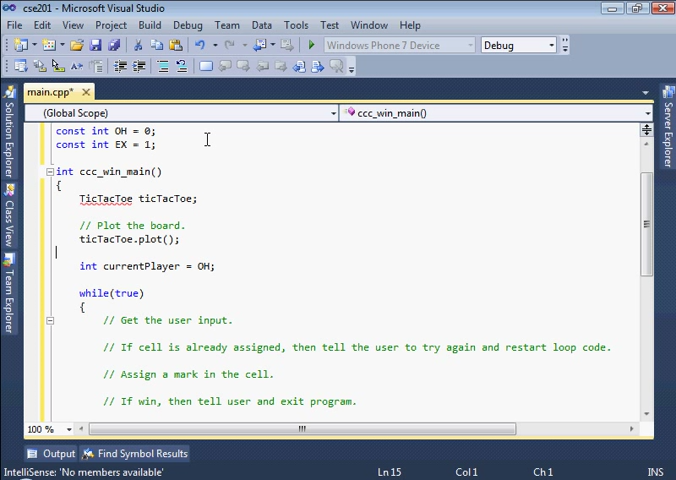 cse201 - Microsoft Visual Studio
File Edit View Project Build Debug Team Data Tools Test Window Help
Windows Phone 7 Device Debug
main.cpp*
(Global Scope) ccc_win_main()
const int OH = 0;
const int EX = 1;
int ccc_win_main()
{
TicTacToe ticTacToe;
// Plot the board.
ticTacToe.plot();
int currentPlayer = OH;
while(true)
{
// Get the user input.
// If cell is already assigned, then tell the user to try again and restart loop code.
// Assign a mark in the cell.
// If win, then tell user and exit program.
100 %
Output Find Symbol Results
IntelliSense: 'No members available' Ln 15 Col 1 Ch 1 INS
Solution Explorer
Class View
Team Explorer
Server Explorer